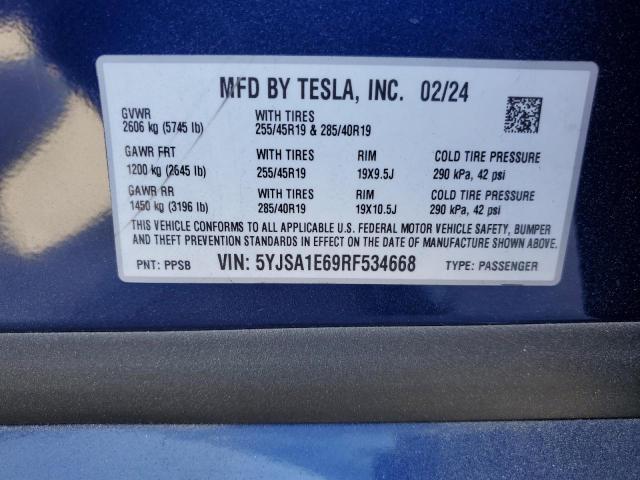 MFD BY TESLA, INC. 02/24
GVWR WITH TIRES
2606 kg (5745 lb) 255/45R19 & 285/40R19
GAWR FRT WITH TIRES RIM COLD TIRE PRESSURE
1200 kg (2645 lb) 255/45R19 19X9.5J 290 kPa, 42 psi
GAWR RR WITH TIRES RIM COLD TIRE PRESSURE
1450 kg (3196 lb) 285/40R19 19X10.5J 290 kPa, 42 psi
THIS VEHICLE CONFORMS TO ALL APPLICABLE U.S. FEDERAL MOTOR VEHICLE SAFETY, BUMPER
AND THEFT PREVENTION STANDARDS IN EFFECT ON THE DATE OF MANUFACTURE SHOWN ABOVE.
PNT: PPSB VIN: 5YJSA1E69RF534668 TYPE: PASSENGER